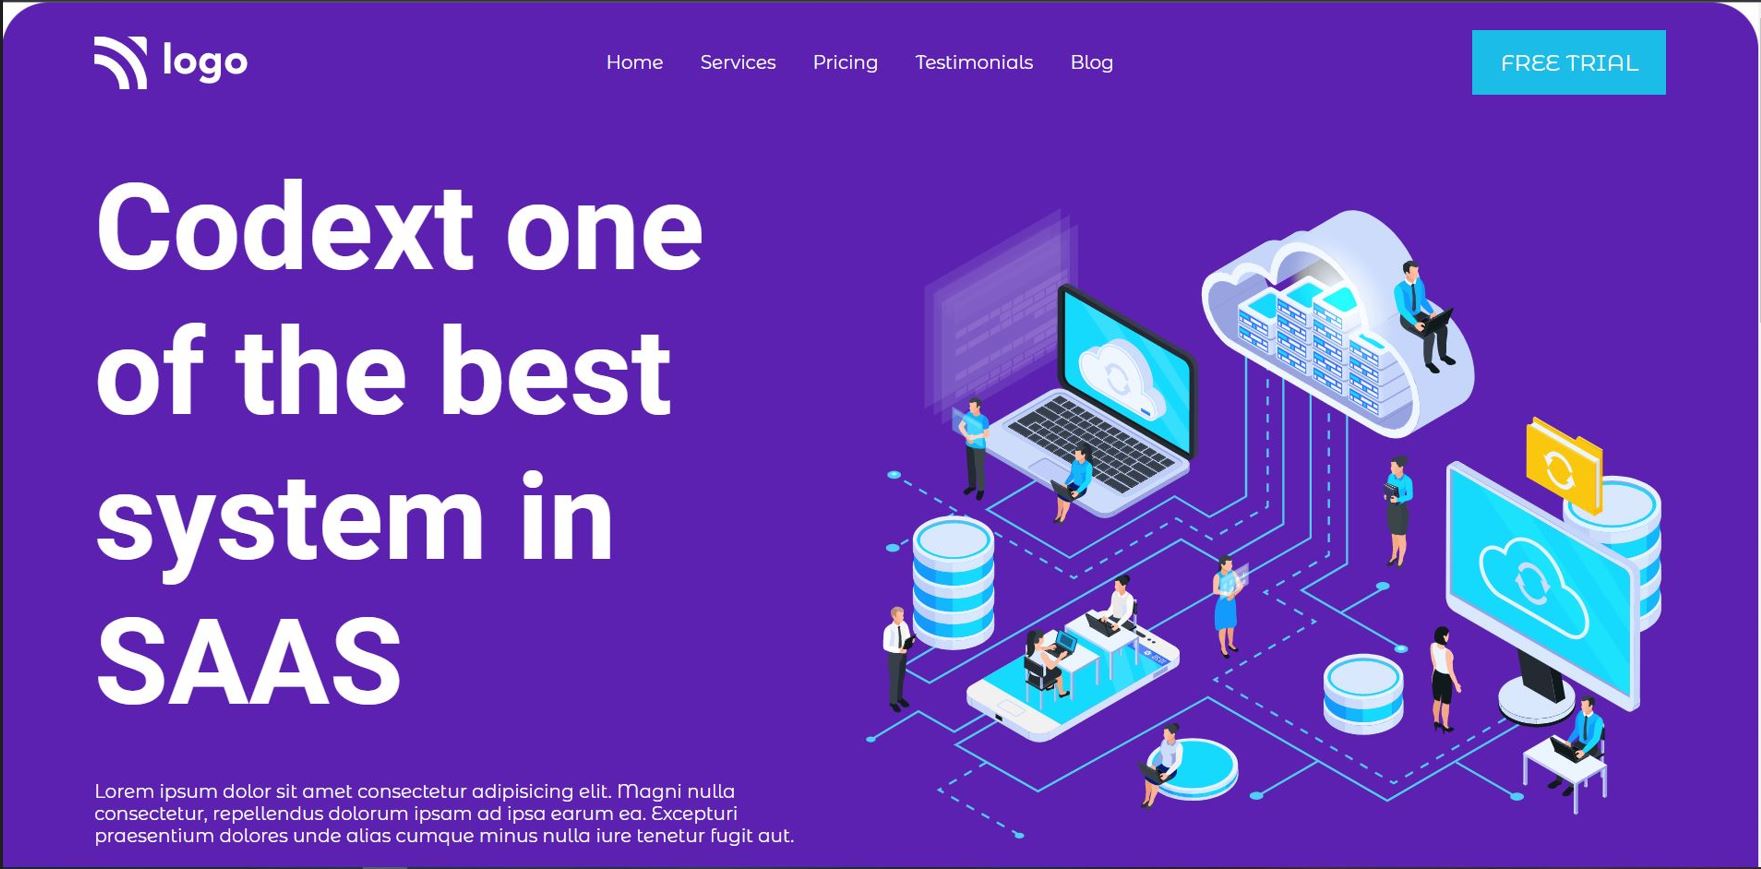 logo
Home
Services
Pricing
Testimonials
Blog
FREE TRIAL
Codext one
of the best
system in
SAAS
Lorem ipsum dolor sit amet consectetur adipisicing elit. Magni nulla
consectetur, repellendus dolorum ipsam ad ipsa earum ea. Excepturi
praesentium dolores unde alias cumque minus nulla iure tenetur fugit aut.